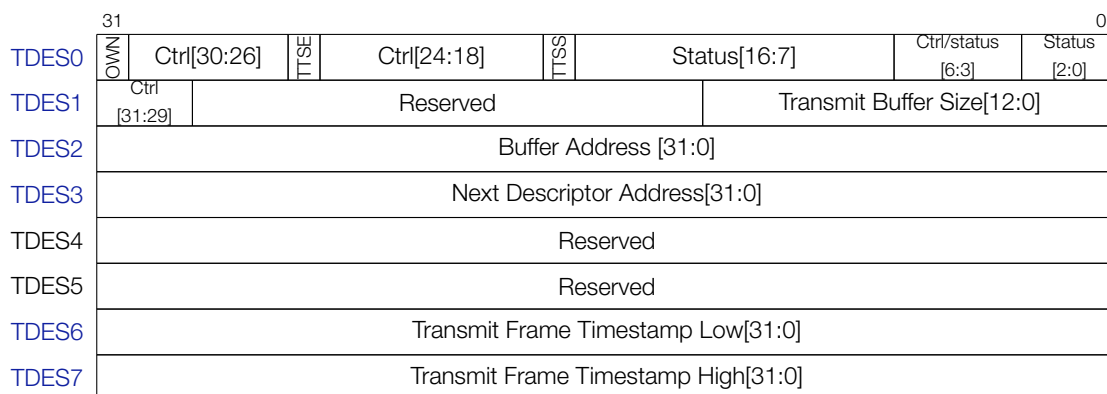 31 0
TDES0 OWN Ctrl[30:26] TTSE Ctrl[24:18] TTSS Status[16:7] Ctrl/status [6:3] Status [2:0]
TDES1 Ctrl [31:29] Reserved Transmit Buffer Size[12:0]
TDES2 Buffer Address [31:0]
TDES3 Next Descriptor Address[31:0]
TDES4 Reserved
TDES5 Reserved
TDES6 Transmit Frame Timestamp Low[31:0]
TDES7 Transmit Frame Timestamp High[31:0]